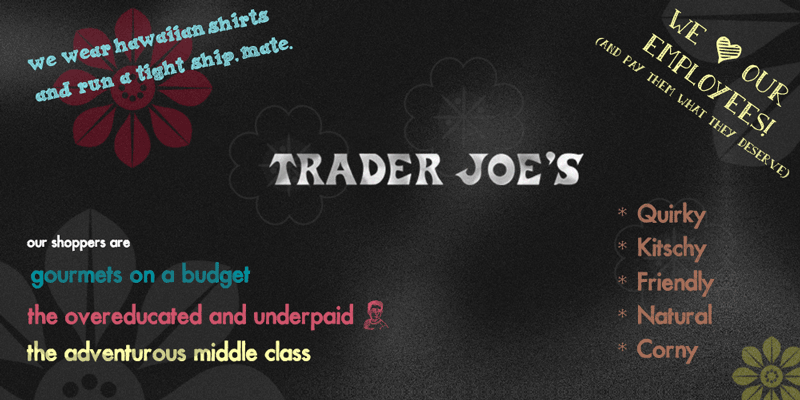 we wear hawaiian shirts
and run a tight ship, mate.
WE ♥ OUR
EMPLOYEES!
(AND PAY THEM WHAT THEY DESERVE)
TRADER JOE'S
our shoppers are
gourmets on a budget
the overeducated and underpaid
the adventurous middle class
* Quirky
* Kitschy
* Friendly
* Natural
* Corny